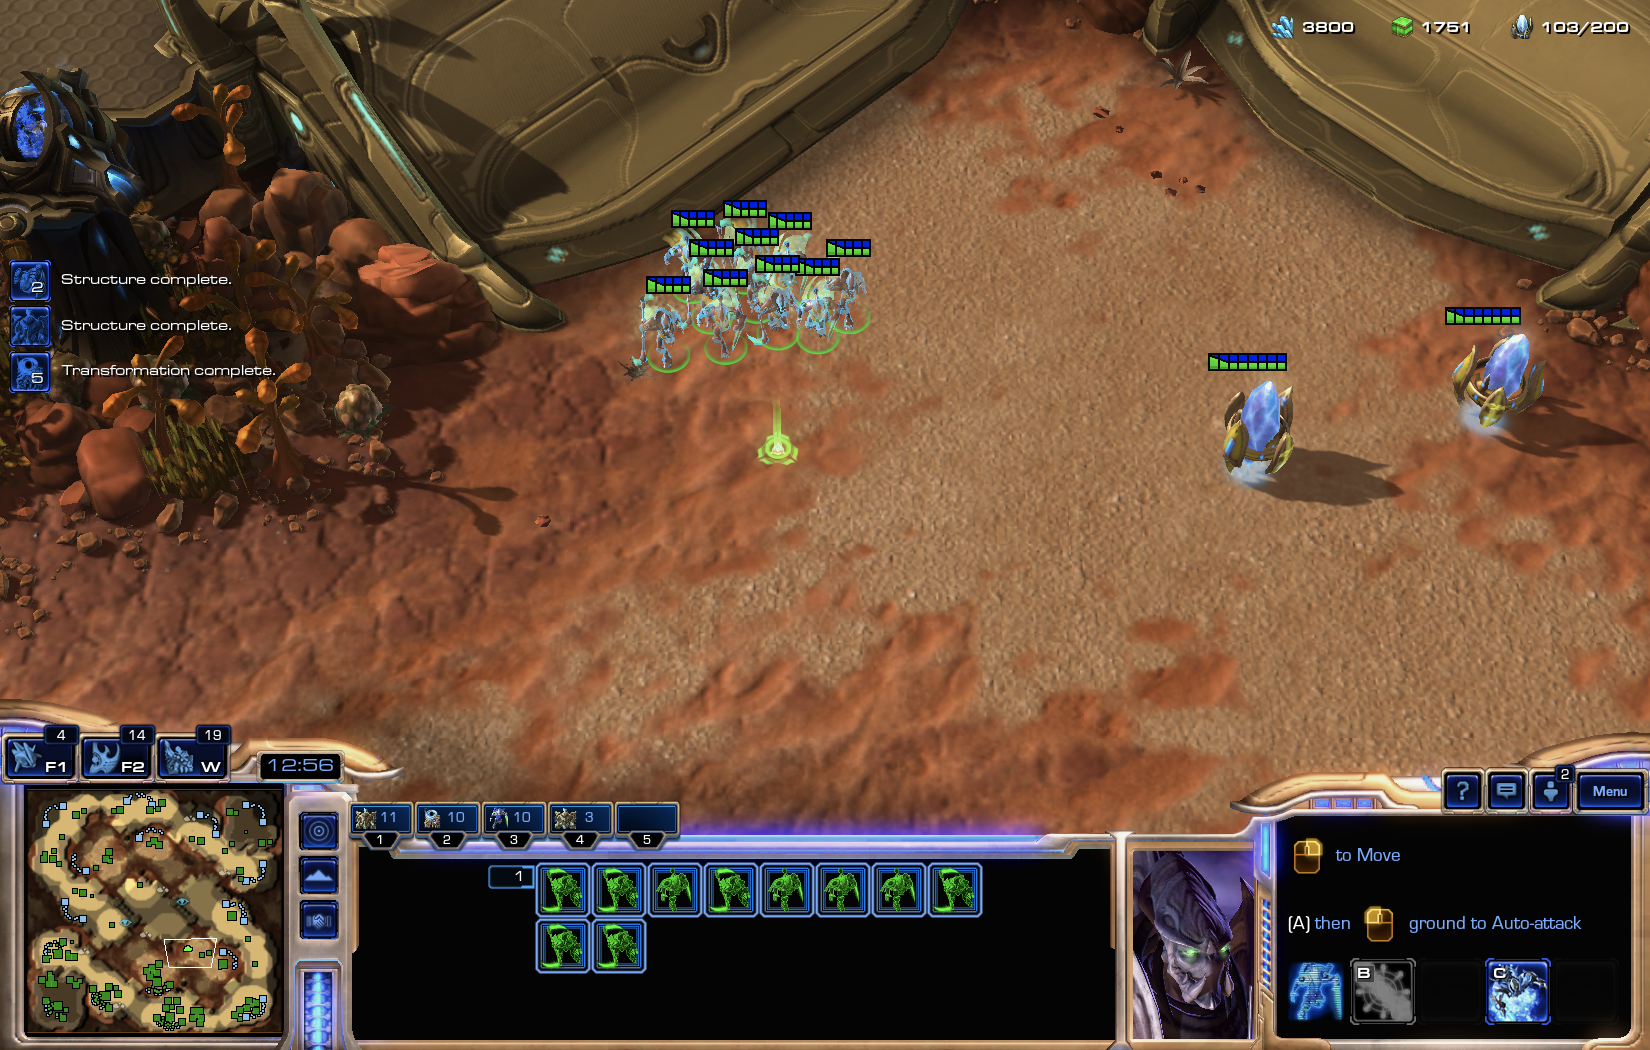 3800 1751 103/200
2 Structure complete.
Structure complete.
5 Transformation complete.
4 14 19
F1 F2 W
12:56
2
? Menu
11 10 10 3
1 2 3 4 5
1
to Move
(A) then ground to Auto-attack
B C